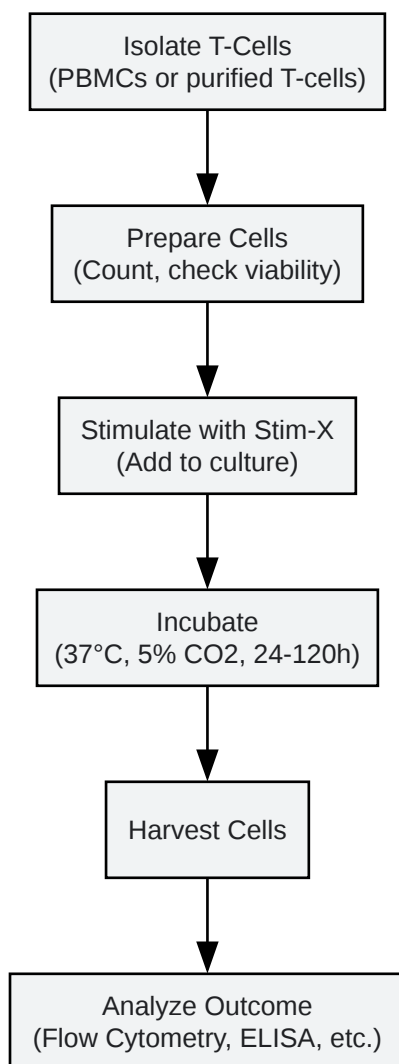 Isolate T-Cells
(PBMCs or purified T-cells)
Prepare Cells
(Count, check viability)
Stimulate with Stim-X
(Add to culture)
Incubate
(37°C, 5% CO2, 24-120h)
Harvest Cells
Analyze Outcome
(Flow Cytometry, ELISA, etc.)